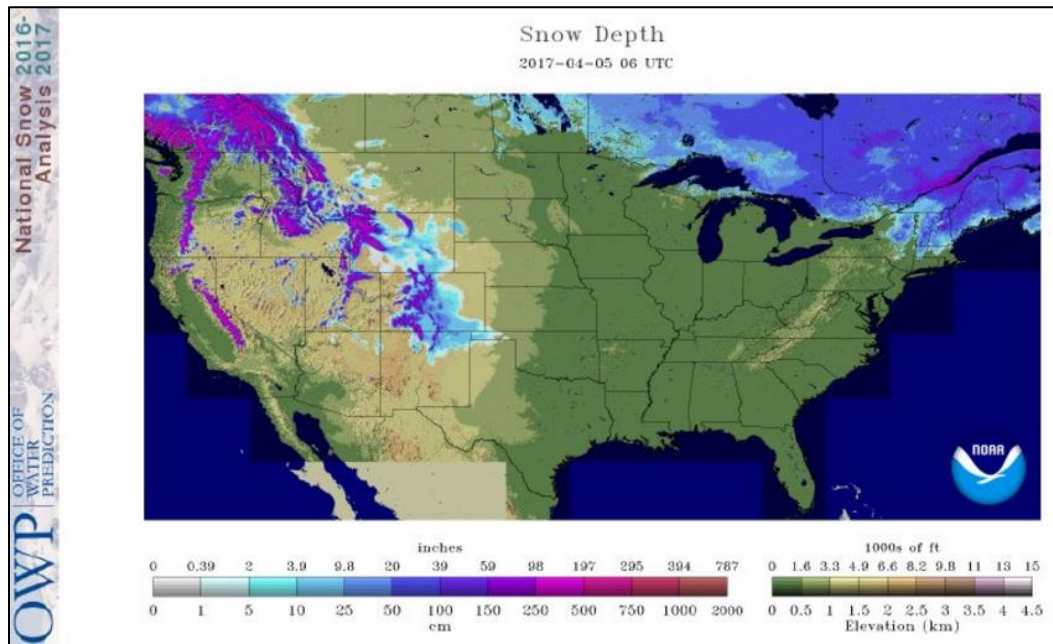 National Snow 2016-
Analysis 2017
OWP
OFFICE OF
WATER
PREDICTION
Snow Depth
2017-04-05 06 UTC
NOAA
inches
0 0.39 2 3.9 9.8 20 39 59 98 197 295 394 787
0 1 5 10 25 50 100 150 250 500 750 1000 2000
cm
1000s of ft
0 1.6 3.3 4.9 6.6 8.2 9.8 11 13 15
0 0.5 1 1.5 2 2.5 3 3.5 4 4.5
Elevation (km)